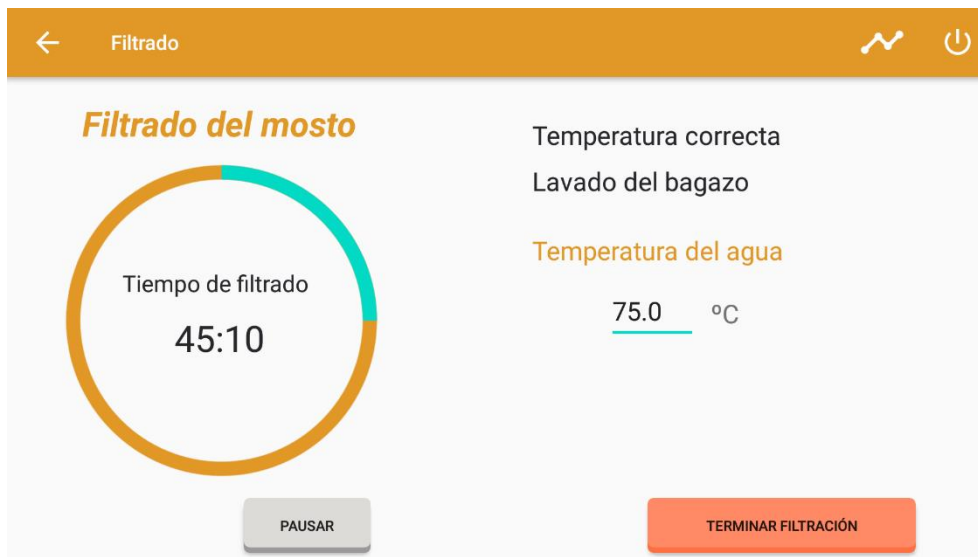 Filtrado
Filtrado del mosto
Tiempo de filtrado
45:10
Temperatura correcta
Lavado del bagazo
Temperatura del agua
75.0 ºC
PAUSAR
TERMINAR FILTRACIÓN